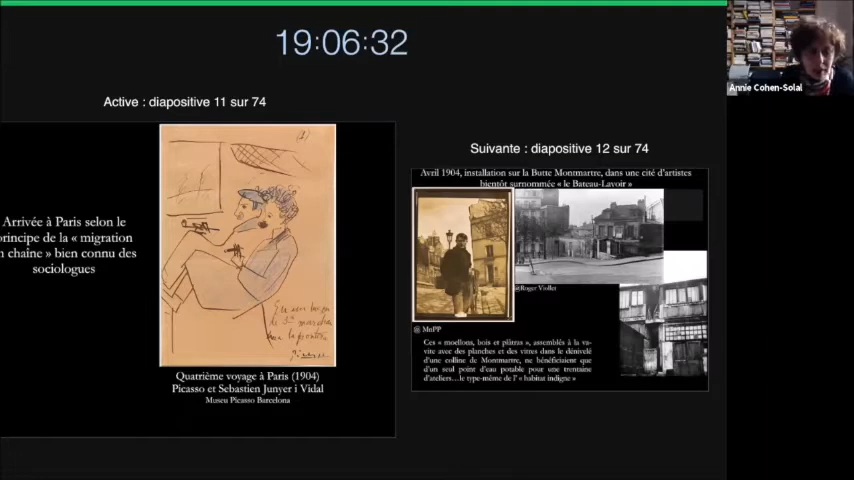 19:06:32
Annie Cohen-Solal
Active : diapositive 11 sur 74
Suivante : diapositive 12 sur 74
Arrivée à Paris selon le
principe de la « migration
n chaîne » bien connu des
sociologues
(1)
Quatrième voyage à Paris (1904)
Picasso et Sebastien Junyer i Vidal
Museu Picasso Barcelona
Avril 1904, installation sur la Butte Montmartre, dans une cité d'artistes
bientôt surnommée « le Bateau-Lavoir »
@Roger Viollet
@ MnPP
Ces « moellons, bois et plâtras », assemblés à la va-
vite avec des planches et des vitres dans le dénivelé
d'une colline de Montmartre, ne bénéficiaient que
d'un seul point d'eau potable pour une trentaine
d'ateliers…le type-même de l' « habitat indigne »